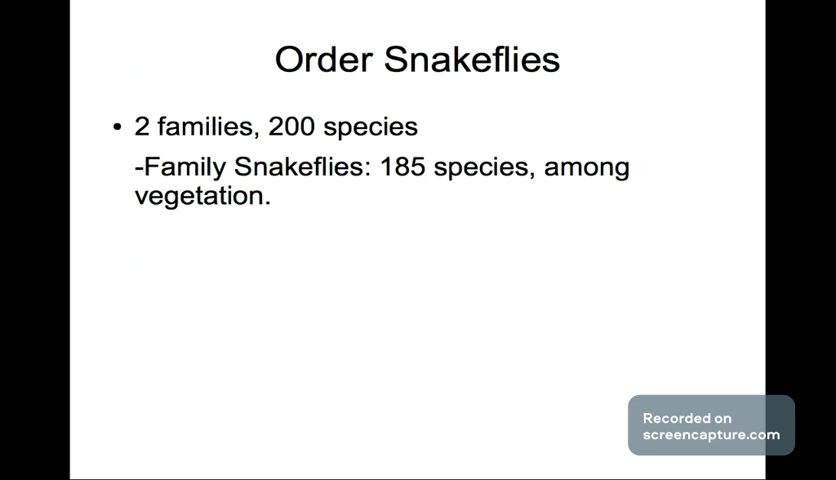 Order Snakeflies
• 2 families, 200 species
-Family Snakeflies: 185 species, among
vegetation.
Recorded on
screencapture.com